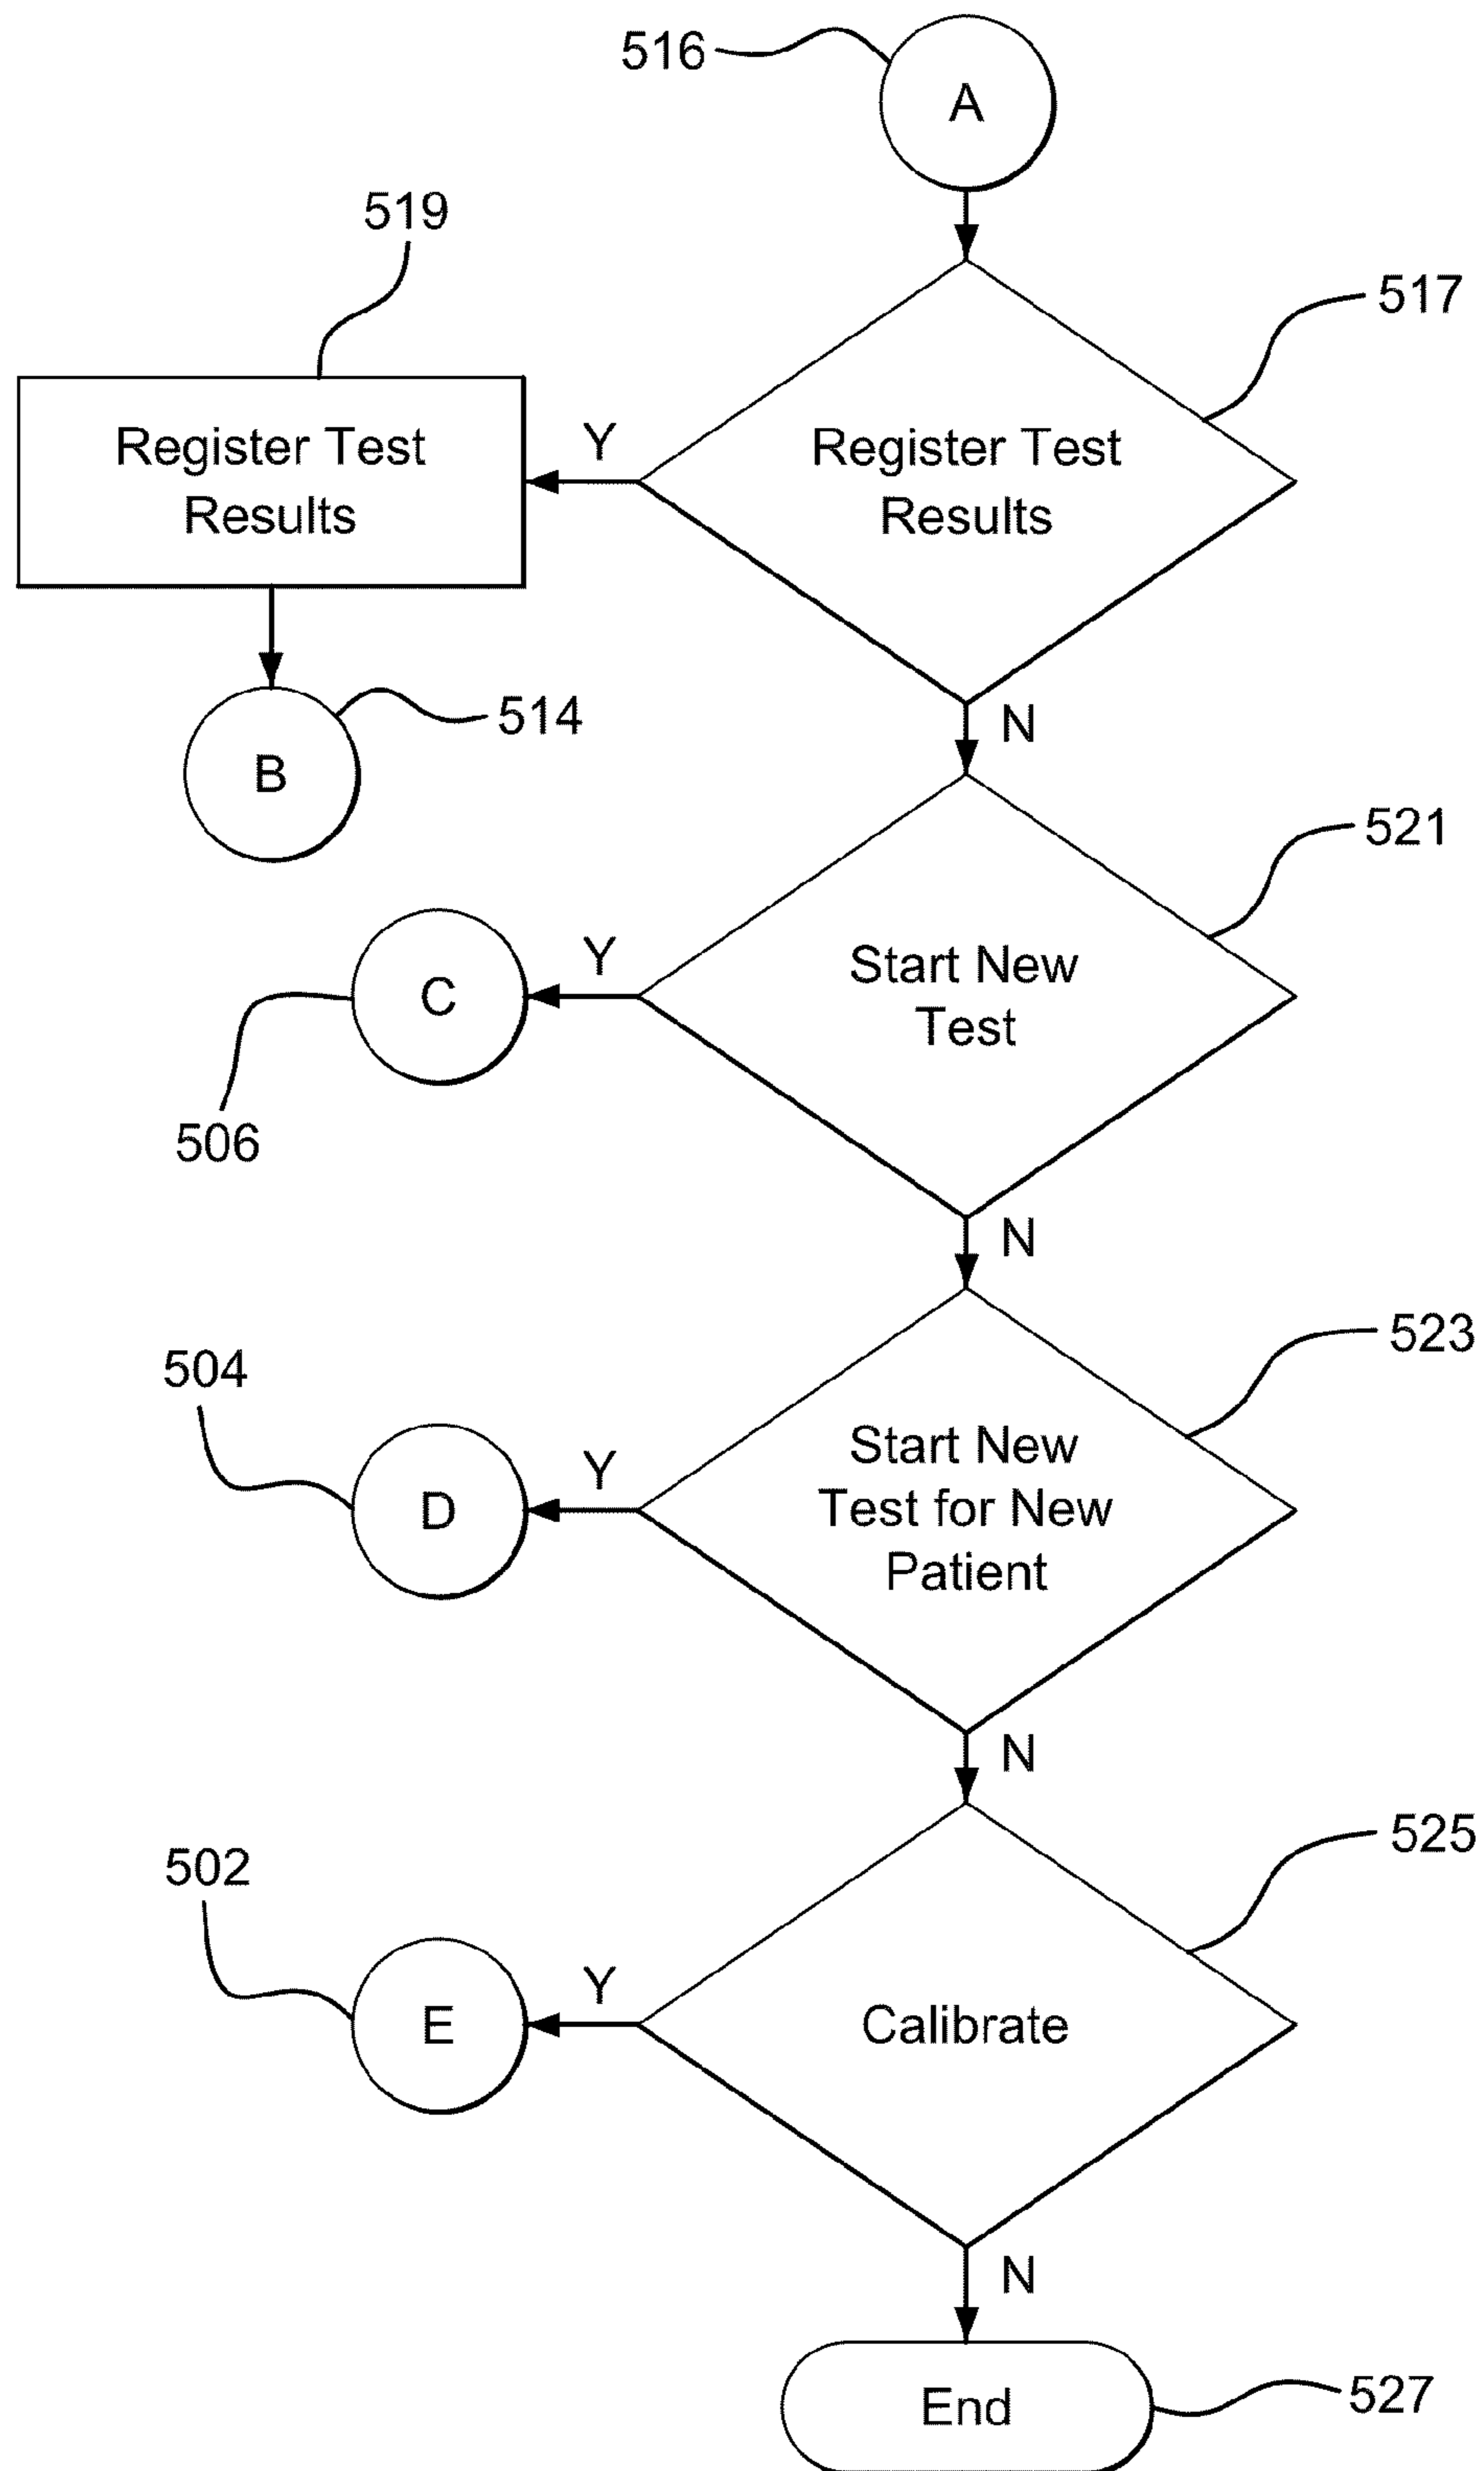 516
A
519
517
Register Test
Results
Y
Register Test
Results
514
B
N
521
Start New
Test
Y
C
506
N
523
504
Start New
Test for New
Patient
Y
D
N
525
502
Calibrate
Y
E
N
End
527